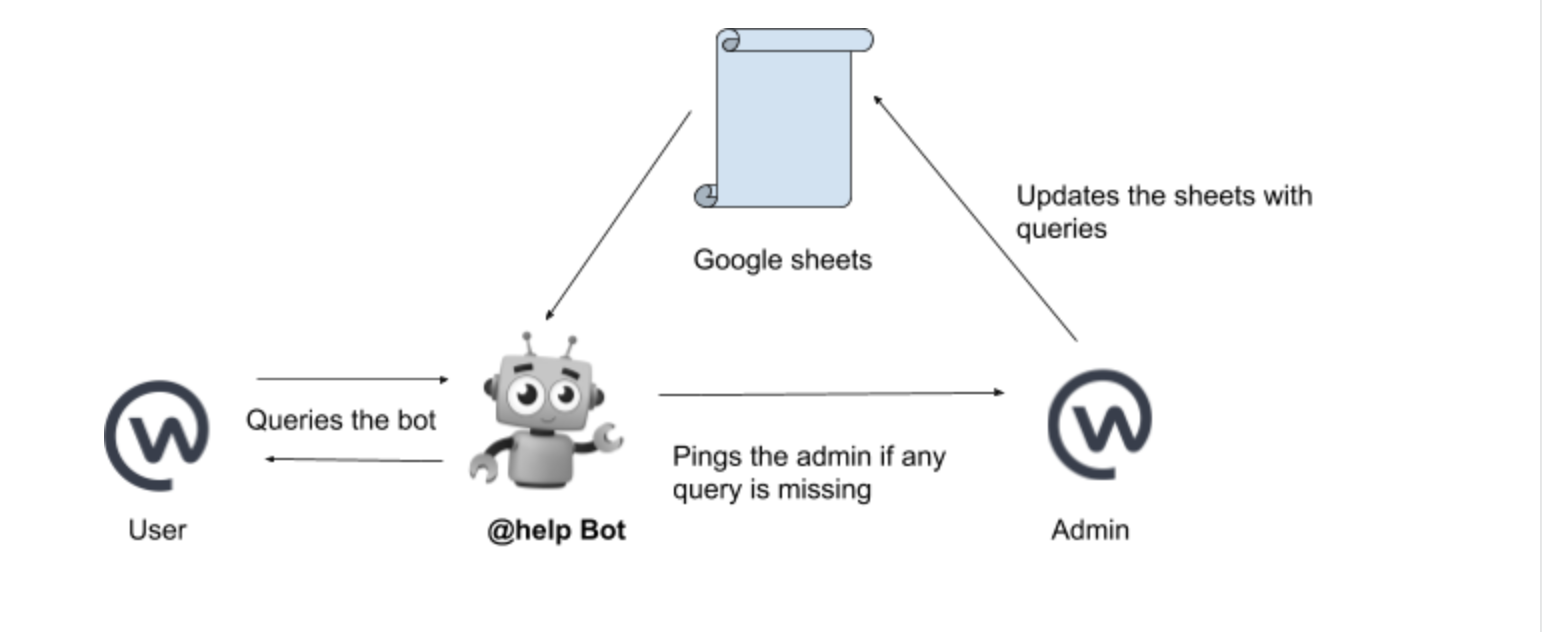 Updates the sheets with
queries
Google sheets
Queries the bot
Pings the admin if any
query is missing
User
@help Bot
Admin